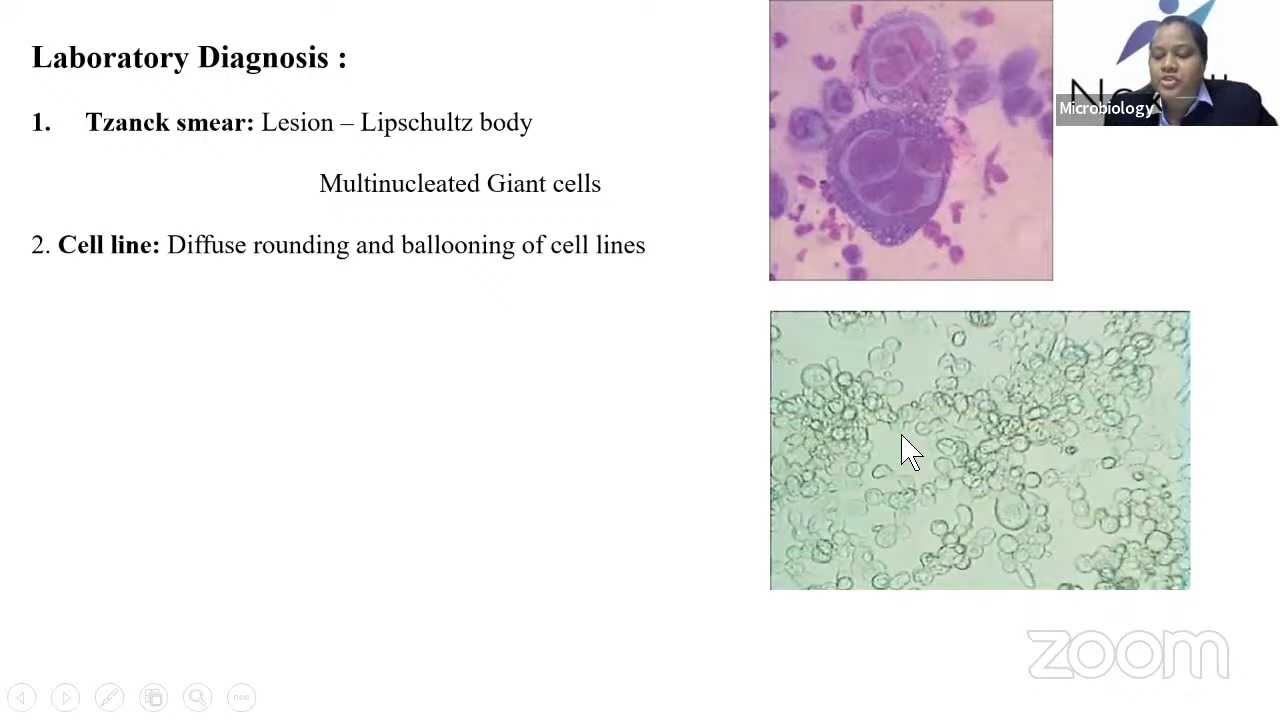 Laboratory Diagnosis :
1. Tzanck smear: Lesion – Lipschultz body
Multinucleated Giant cells
2. Cell line: Diffuse rounding and ballooning of cell lines
Microbiology
zoom